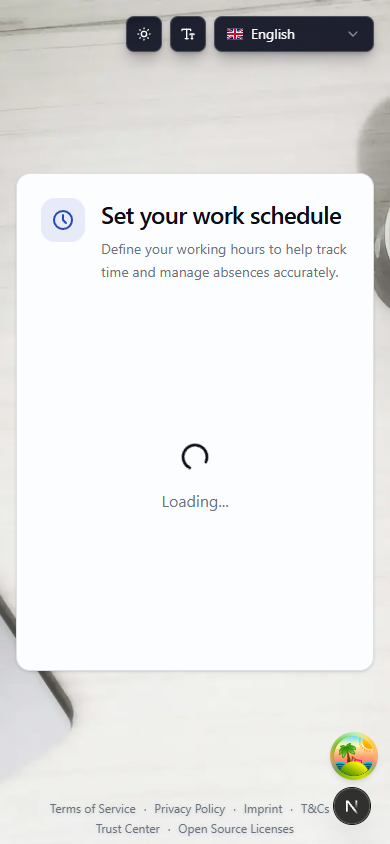 English
Set your work schedule
Define your working hours to help track
time and manage absences accurately.
Loading...
Terms of Service · Privacy Policy · Imprint · T&Cs
N
Trust Center · Open Source Licenses